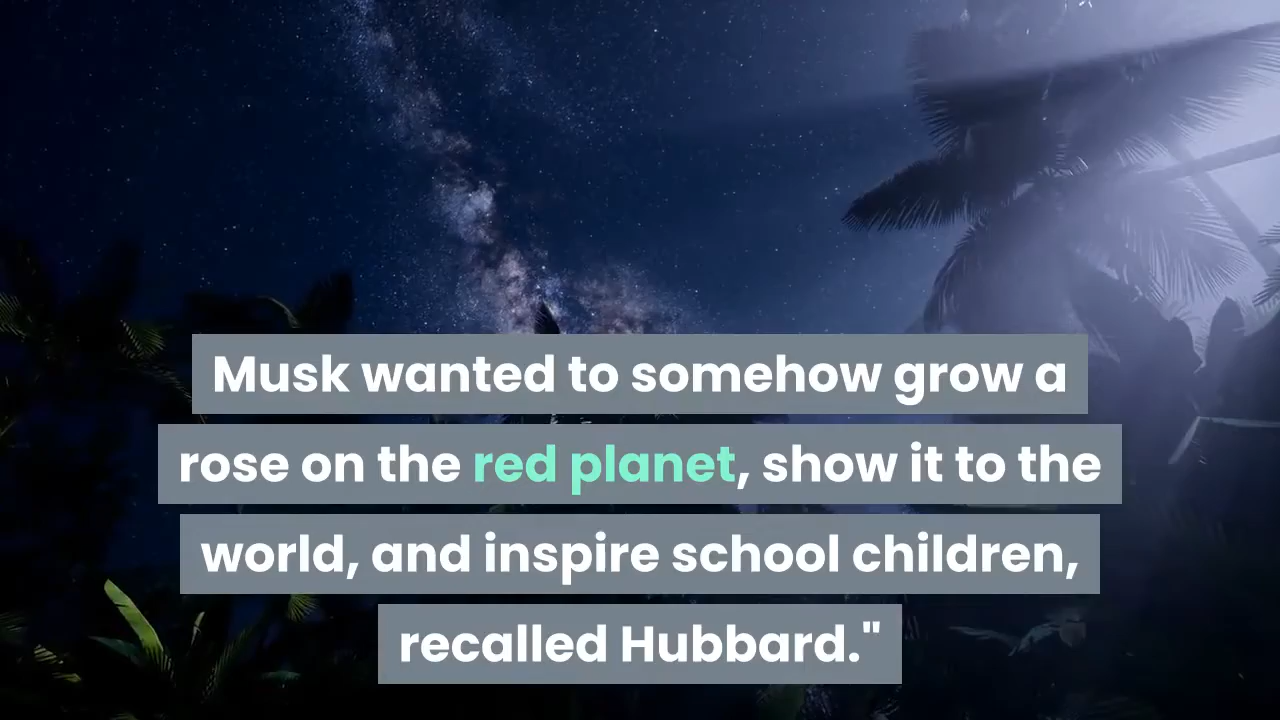 Musk wanted to somehow grow a
rose on the red planet, show it to the
world, and inspire school children,
recalled Hubbard."